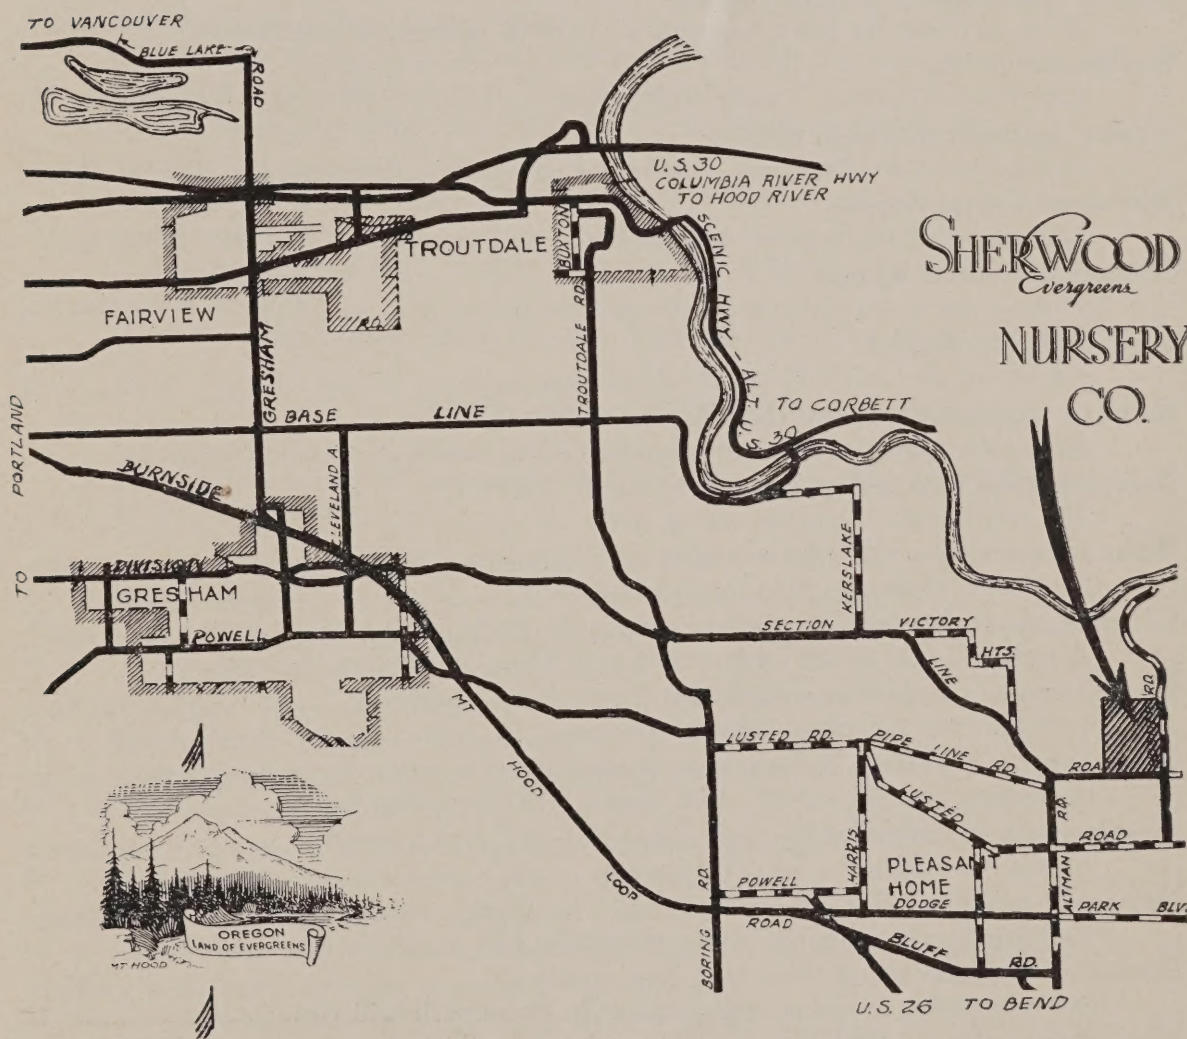 TO VANCOUVER
BLUE LAKE
ROAD
U.S. 30
COLUMBIA RIVER HWY
TO HOOD RIVER
SHERWOOD
Evergreens
NURSERY
CO.
TROUTDALE
BUXTON
SCENIC HWY – ALT. U.S. 30
FAIRVIEW
RD.
GRESHAM
TROUTDALE RD.
BASE LINE
TO CORBETT
TO PORTLAND
BURNSIDE
CLEVELAND A
KERSLAKE
DIVISION
GRESHAM
POWELL
SECTION LINE ROAD
VICTORY HTS.
RD.
MT HOOD LOOP
LUSTED RD.
PIPE LINE RD.
LUSTED ROAD
RD.
HARRIS
PLEASANT
HOME
ALTMAN
POWELL
DODGE PARK BLV
ROAD
BORING RD.
BLUFF RD.
OREGON
LAND OF EVERGREENS
MT HOOD
U.S. 26 TO BEND